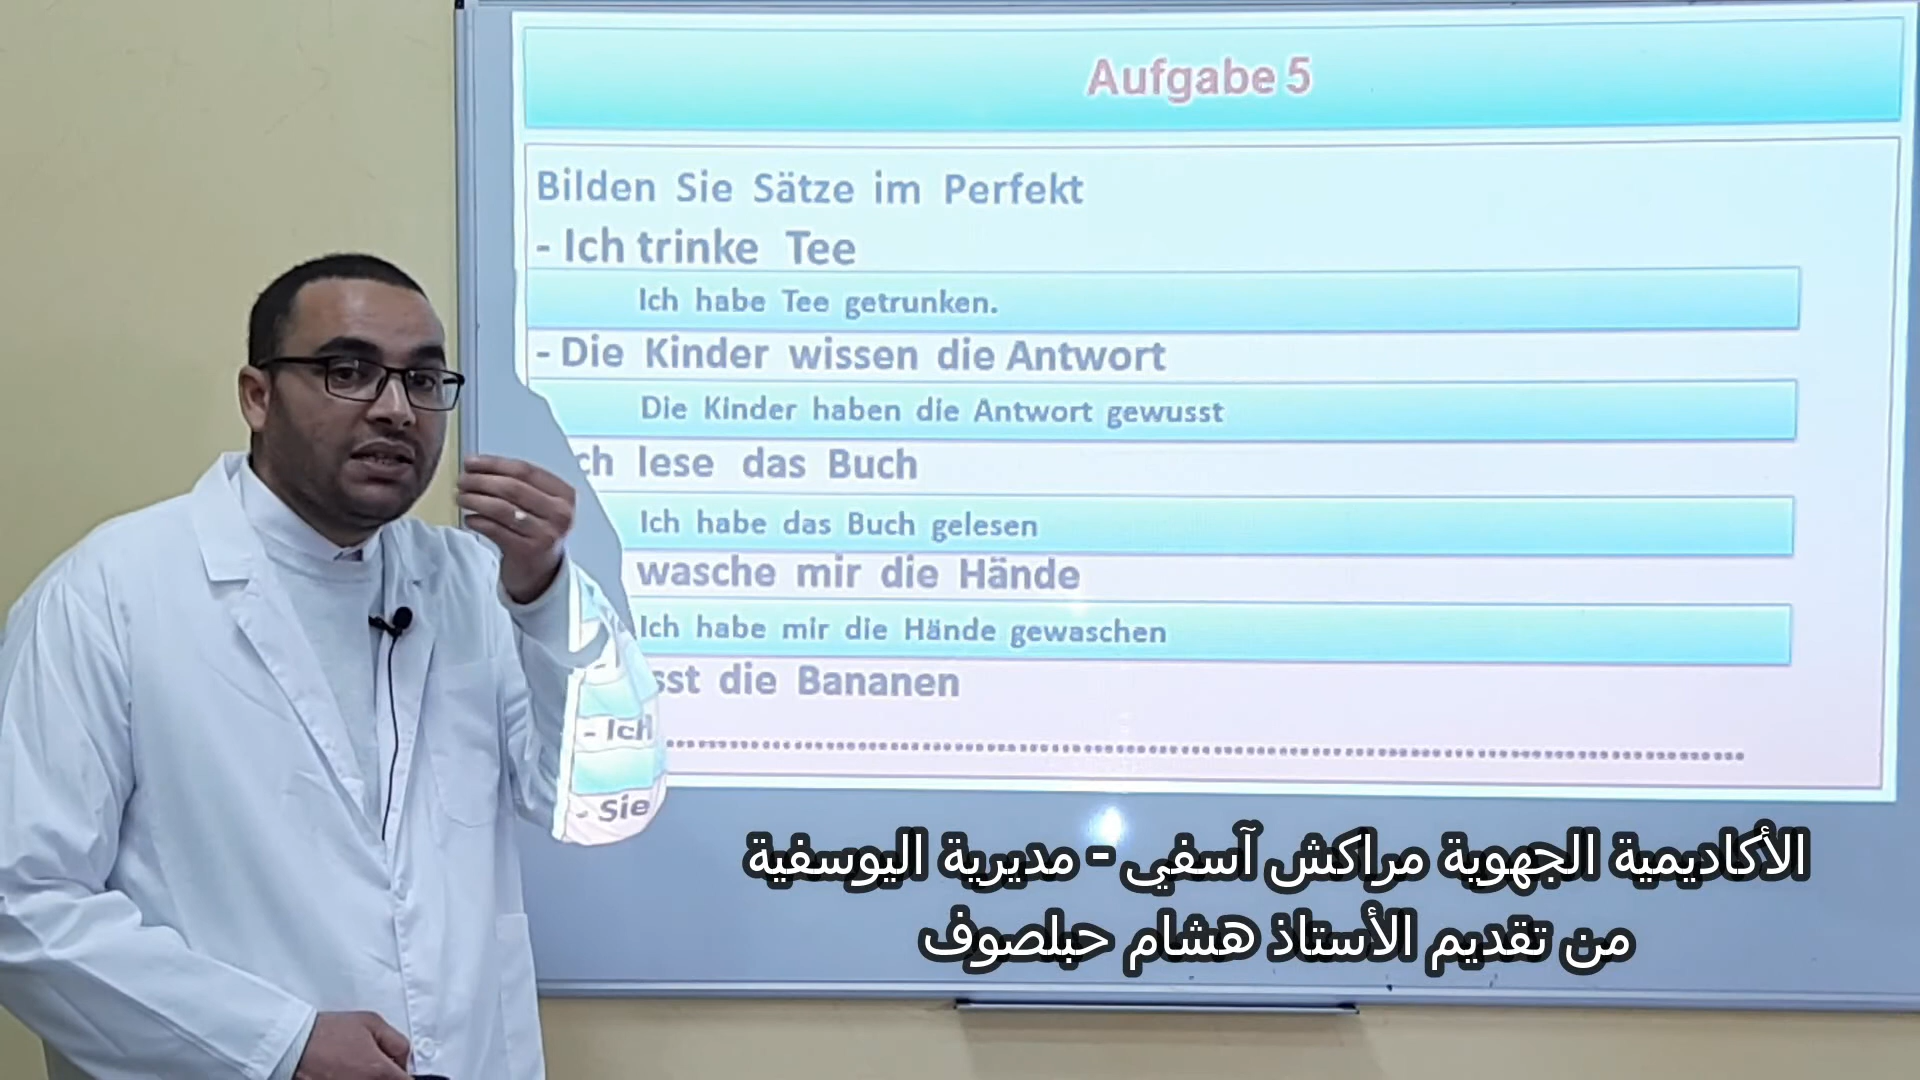 Aufgabe 5
Bilden Sie Sätze im Perfekt
- Ich trinke Tee
Ich habe Tee getrunken.
- Die Kinder wissen die Antwort
Die Kinder haben die Antwort gewusst
lese das Buch
Ich habe das Buch gelesen
- Ich wasche mir die Hände
Ich habe mir die Hände gewaschen
- Sie die Bananen
الأكاديمية الجهوية مراكش آسفي - مديرية اليوسفية
من تقديم الأستاذ هشام حبلصوف